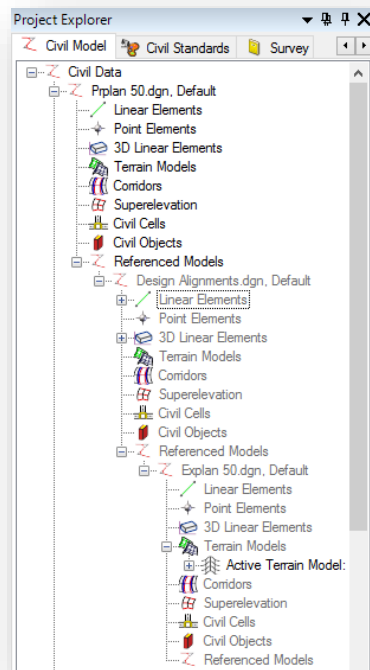 Project Explorer
Civil Model Civil Standards Survey
Civil Data
Prplan 50.dgn, Default
Linear Elements
Point Elements
3D Linear Elements
Terrain Models
Corridors
Superelevation
Civil Cells
Civil Objects
Referenced Models
Design Alignments.dgn, Default
Linear Elements
Point Elements
3D Linear Elements
Terrain Models
Corridors
Superelevation
Civil Cells
Civil Objects
Referenced Models
Explan 50.dgn, Default
Linear Elements
Point Elements
3D Linear Elements
Terrain Models
Active Terrain Model:
Corridors
Superelevation
Civil Cells
Civil Objects
Referenced Models